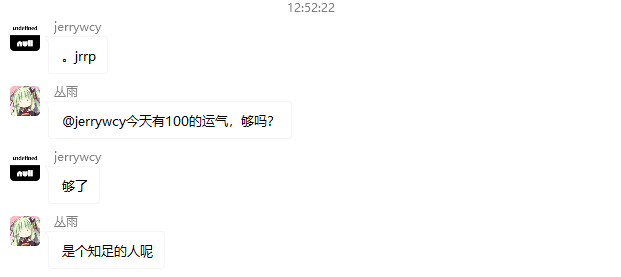 12:52:22
undefined
null
jerrywcy
。jrrp
丛雨
@jerrywcy今天有100的运气，够吗？
undefined
null
jerrywcy
够了
丛雨
是个知足的人呢